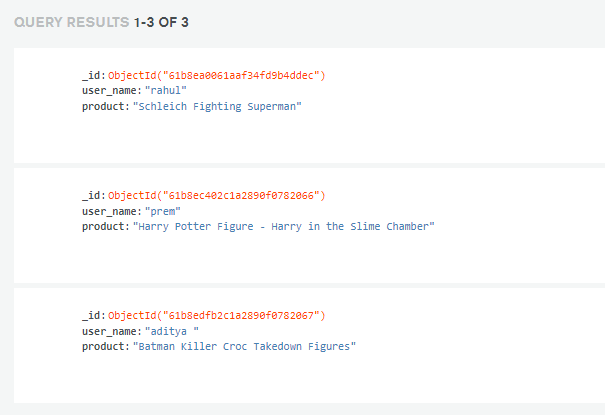 QUERY RESULTS 1-3 OF 3
_id: ObjectId("61b8ea0061aaf34fd9b4ddec")
user_name: "rahul"
product: "Schleich Fighting Superman"
_id: ObjectId("61b8ec402c1a2890f0782066")
user_name: "prem"
product: "Harry Potter Figure - Harry in the Slime Chamber"
_id: ObjectId("61b8edfb2c1a2890f0782067")
user_name: "aditya "
product: "Batman Killer Croc Takedown Figures"